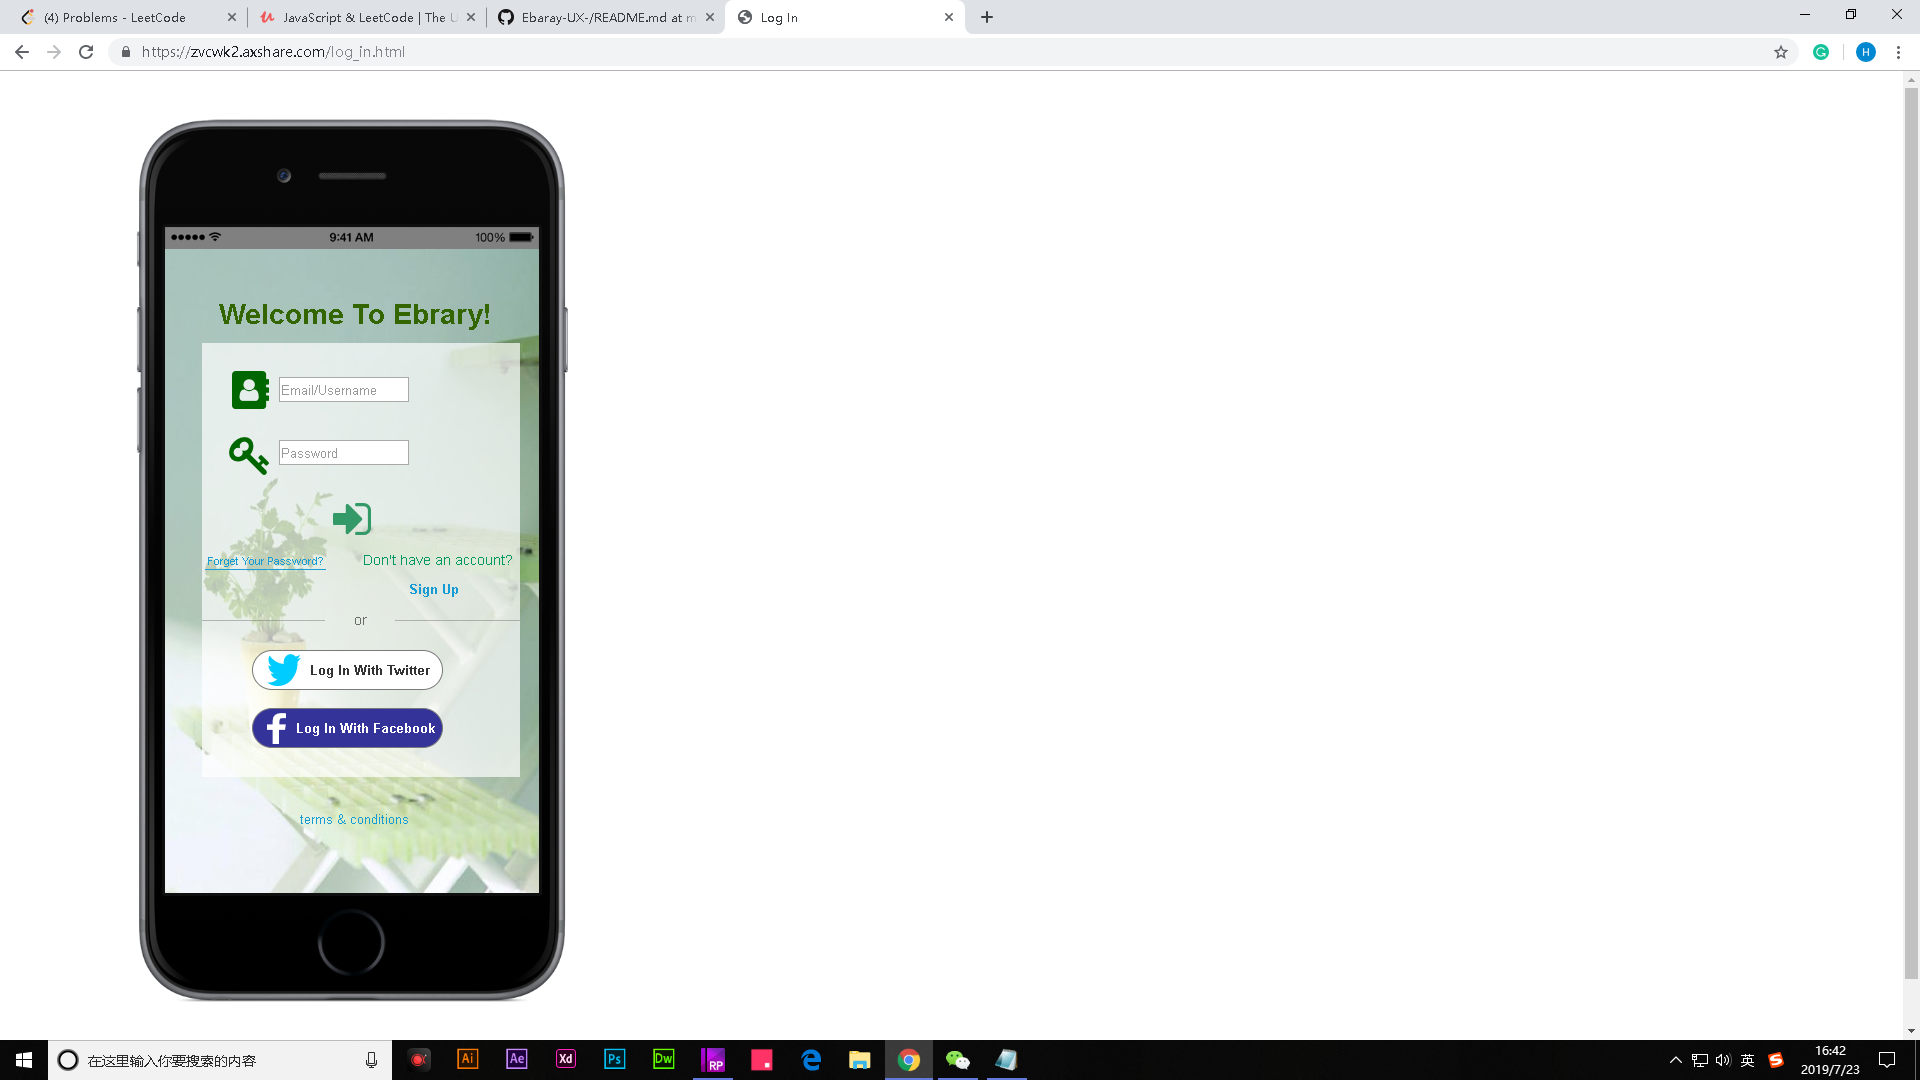 (4) Problems - LeetCode
JavaScript & LeetCode | The U
Ebaray-UX-/README.md at m
Log In
https://zvcwk2.axshare.com/log_in.html
H
9:41 AM
100%
Welcome To Ebrary!
Email/Username
Password
Forget Your Password?
Don't have an account?
Sign Up
or
Log In With Twitter
Log In With Facebook
terms & conditions
在这里输入你要搜索的内容
Ai
Ae
Xd
Ps
Dw
RP
英
16:42
2019/7/23